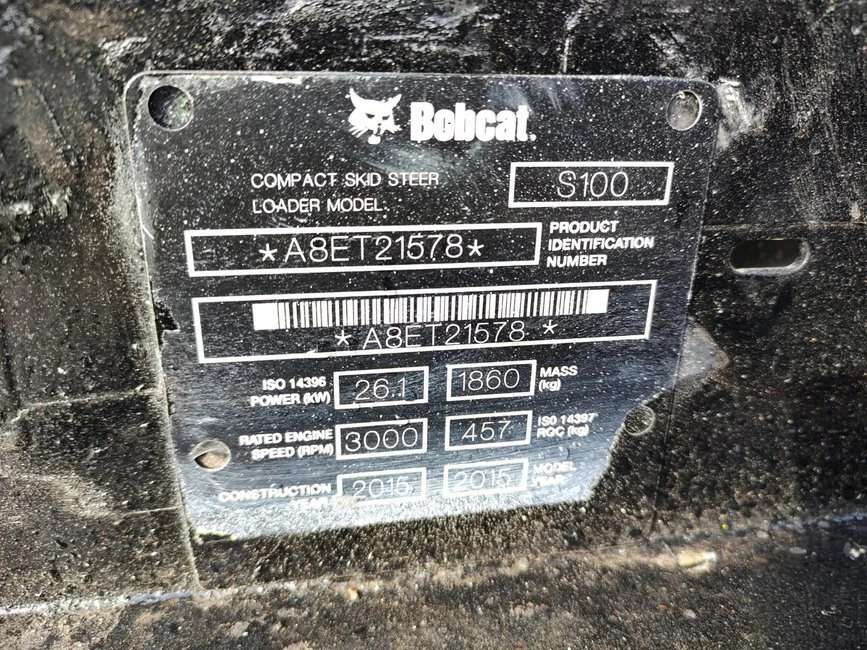 Bobcat.
COMPACT SKID STEER
LOADER MODEL.
S100
*A8ET21578*
PRODUCT
IDENTIFICATION
NUMBER
*A8ET21578*
ISO 14396
POWER (kW)
26.1
1860
MASS
(kg)
RATED ENGINE
SPEED (RPM)
3000
457
ISO 14397
ROC (kg)
CONSTRUCTION
YEAR
2015
2015
MODEL
YEAR